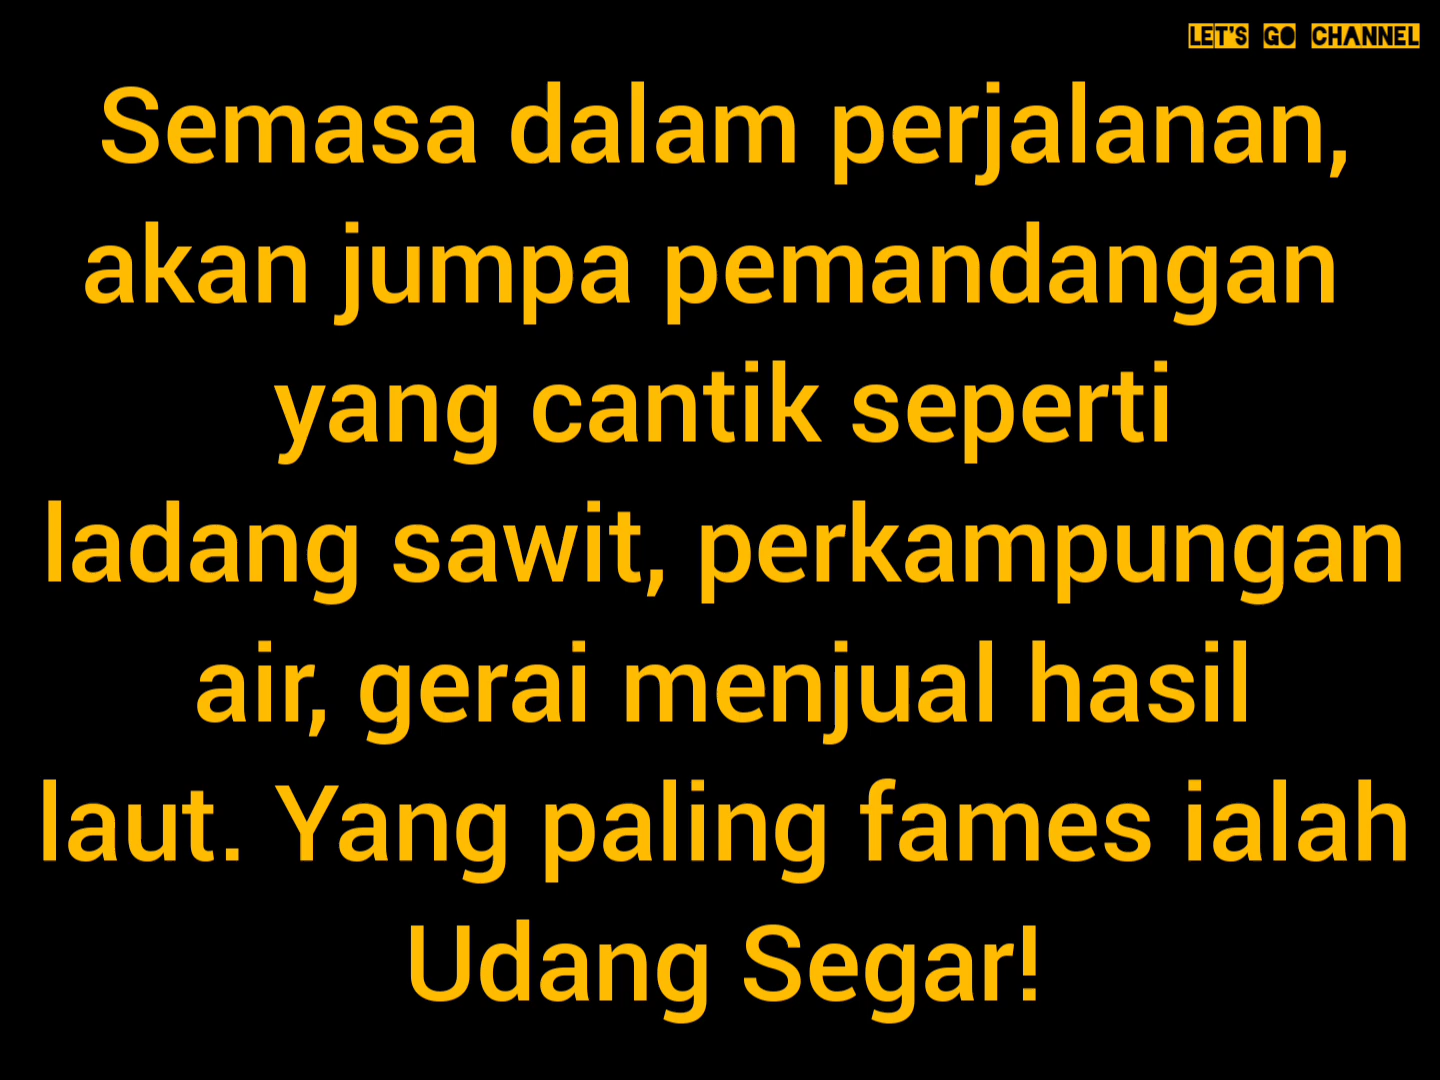 LET'S GO CHANNEL
Semasa dalam perjalanan,
akan jumpa pemandangan
yang cantik seperti
ladang sawit, perkampungan
air, gerai menjual hasil
laut. Yang paling fames ialah
Udang Segar!